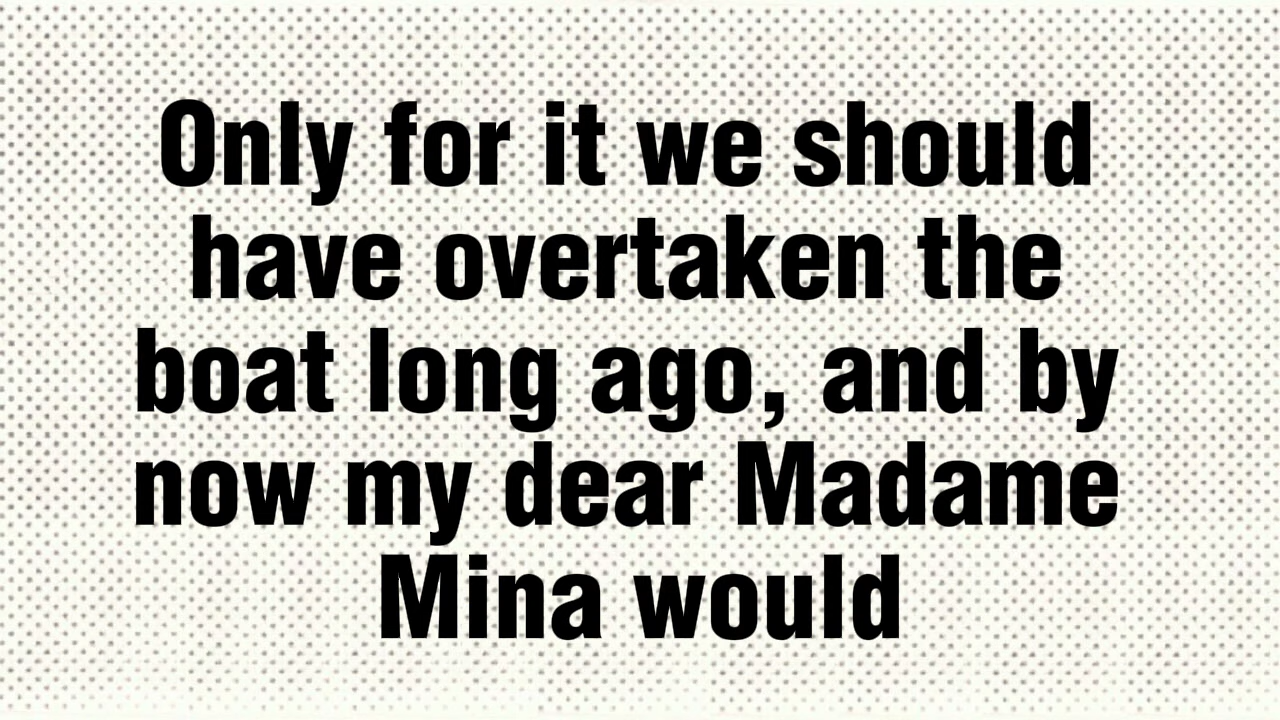 Only for it we should
have overtaken the
boat long ago, and by
now my dear Madame
Mina would